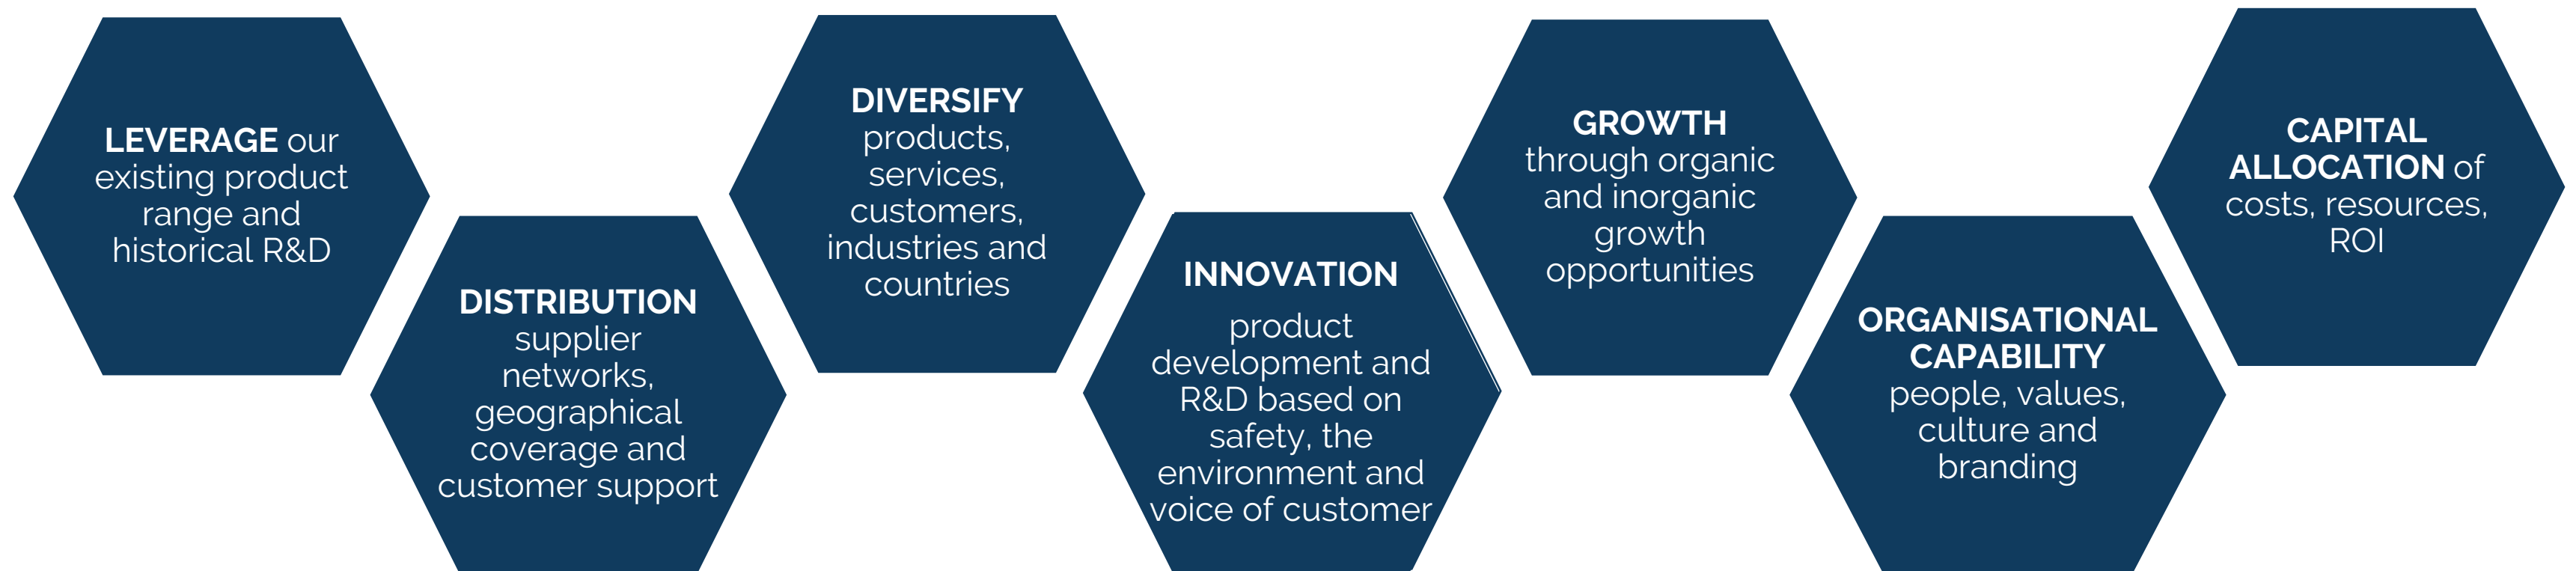 LEVERAGE our
existing product
range and
historical R&D
DISTRIBUTION
supplier
networks,
geographical
coverage and
customer support
DIVERSIFY
products,
services,
customers,
industries and
countries
INNOVATION
product
development and
R&D based on
safety, the
environment and
voice of customer
GROWTH
through organic
and inorganic
growth
opportunities
ORGANISATIONAL
CAPABILITY
people, values,
culture and
branding
CAPITAL
ALLOCATION of
costs, resources,
ROI